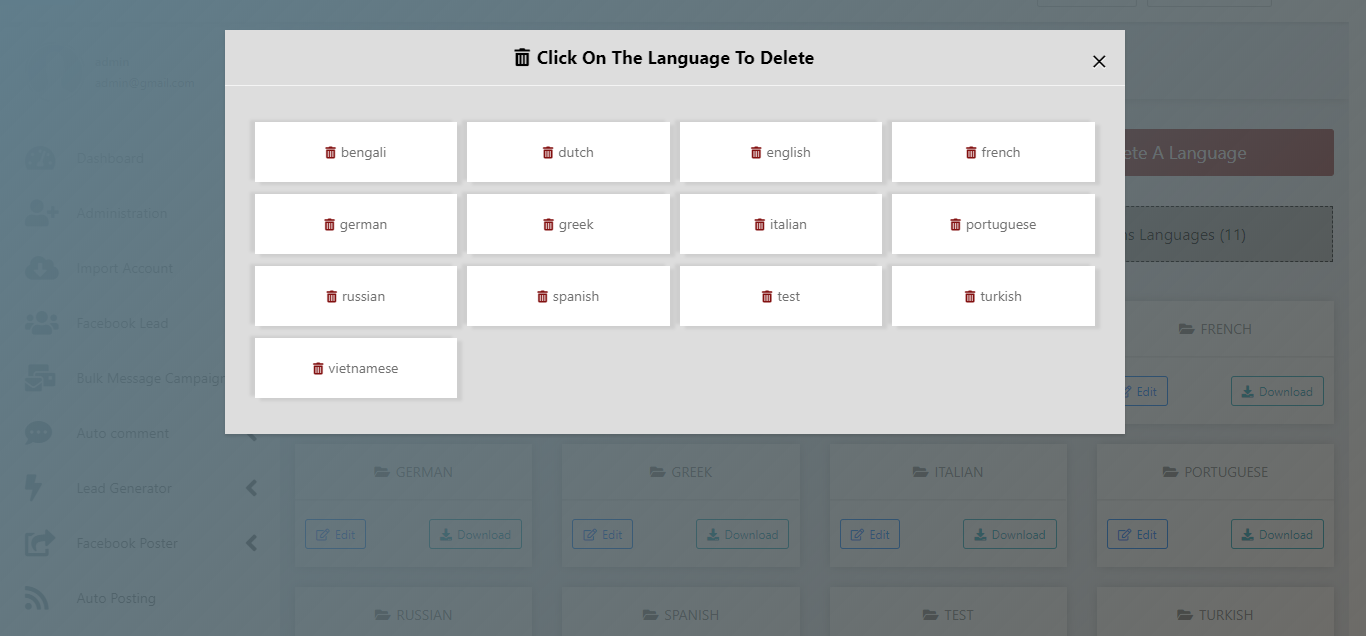 Click On The Language To Delete
bengali
dutch
english
french
german
greek
italian
portuguese
russian
spanish
test
turkish
vietnamese
admin@gmail.com
Dashboard
Administration
Import Account
Facebook Lead
Bulk Message Campaign
Auto comment
Lead Generator
Facebook Poster
Auto Posting
ete A Language
ns Languages (11)
FRENCH
Edit
Download
GERMAN
GREEK
ITALIAN
PORTUGUESE
Edit
Download
Edit
Download
Edit
Download
Edit
Download
RUSSIAN
SPANISH
TEST
TURKISH